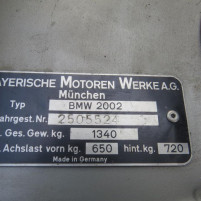 AYERISCHE MOTOREN WERKE A.G.
München
Typ BMW 2002
Fahrgest.Nr. 2505524
. Ges. Gew. kg. 1340
. Achslast vorn kg. 650 hint.kg. 720
Made in Germany